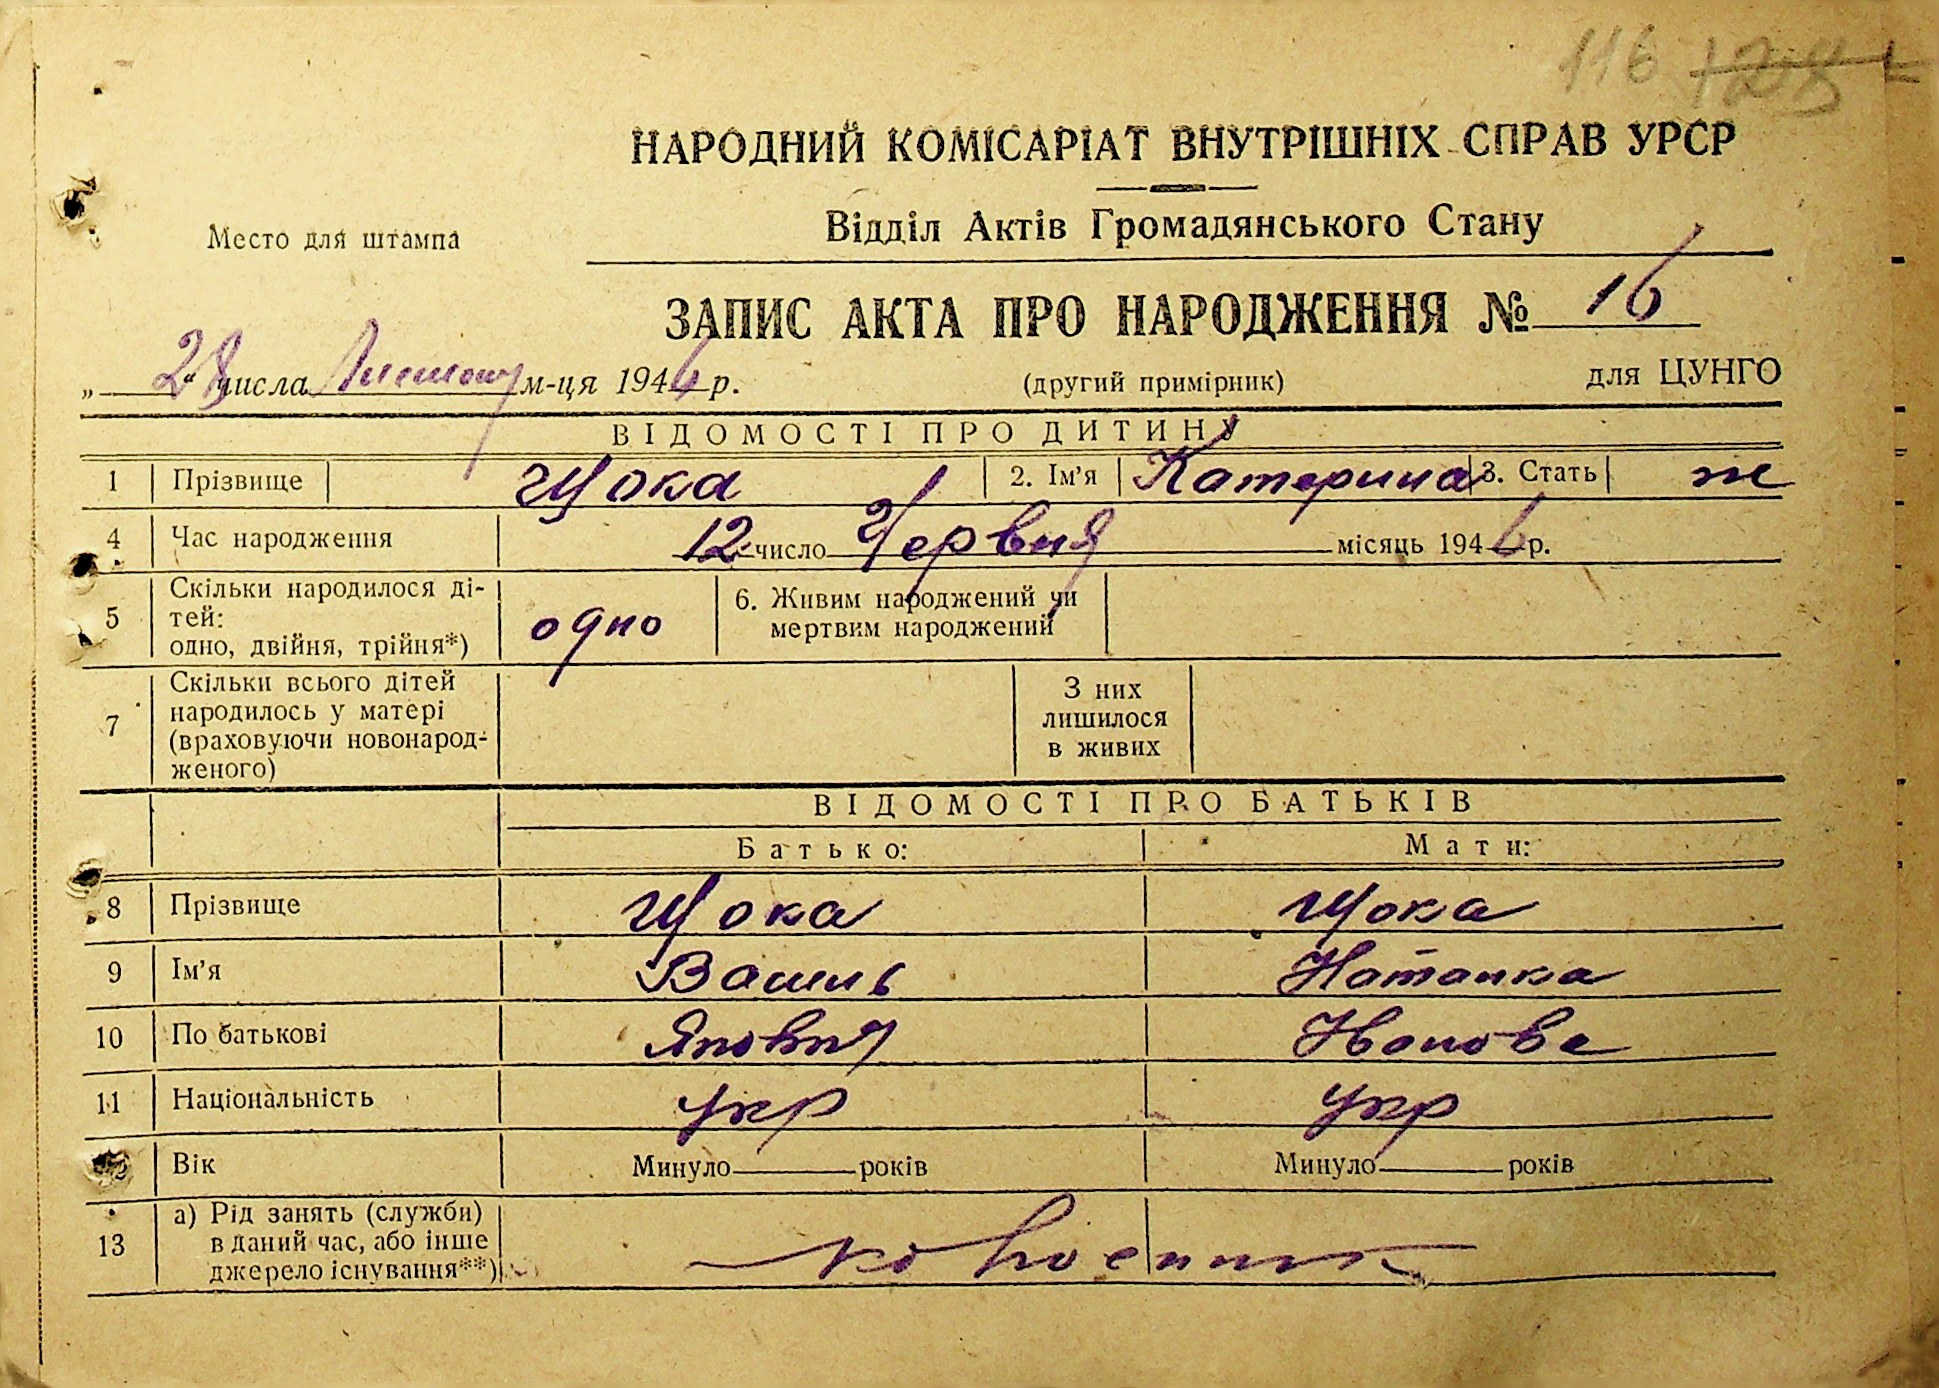 116 128
НАРОДНИЙ КОМІСАРІАТ ВНУТРІШНІХ СПРАВ УРСР
Место для штампа
Відділ Актів Громадянського Стану
ЗАПИС АКТА ПРО НАРОДЖЕННЯ № 16
„ 28 “ числа м-ця 1946 р. (другий примірник) для ЦУНГО
ВІДОМОСТІ ПРО ДИТИНУ
1 Прізвище Щока 2. Ім'я Катерина 3. Стать ж
4 Час народження 12 число Червня місяць 1946 р.
5 Скільки народилося ді-
тей:
одно, двійня, трійня*) одно 6. Живим народжений чи
мертвим народжений
7 Скільки всього дітей
народилось у матері
(враховуючи новонарод-
женого) З них
лишилося
в живих
ВІДОМОСТІ ПРО БАТЬКІВ
Батько: Мати:
8 Прізвище Щока Щока
9 Ім'я Василь Наталка
10 По батькові
11 Національність укр укр
Вік Минуло років Минуло років
13 а) Рід занять (служби)
в даний час, або інше
джерело існування**)